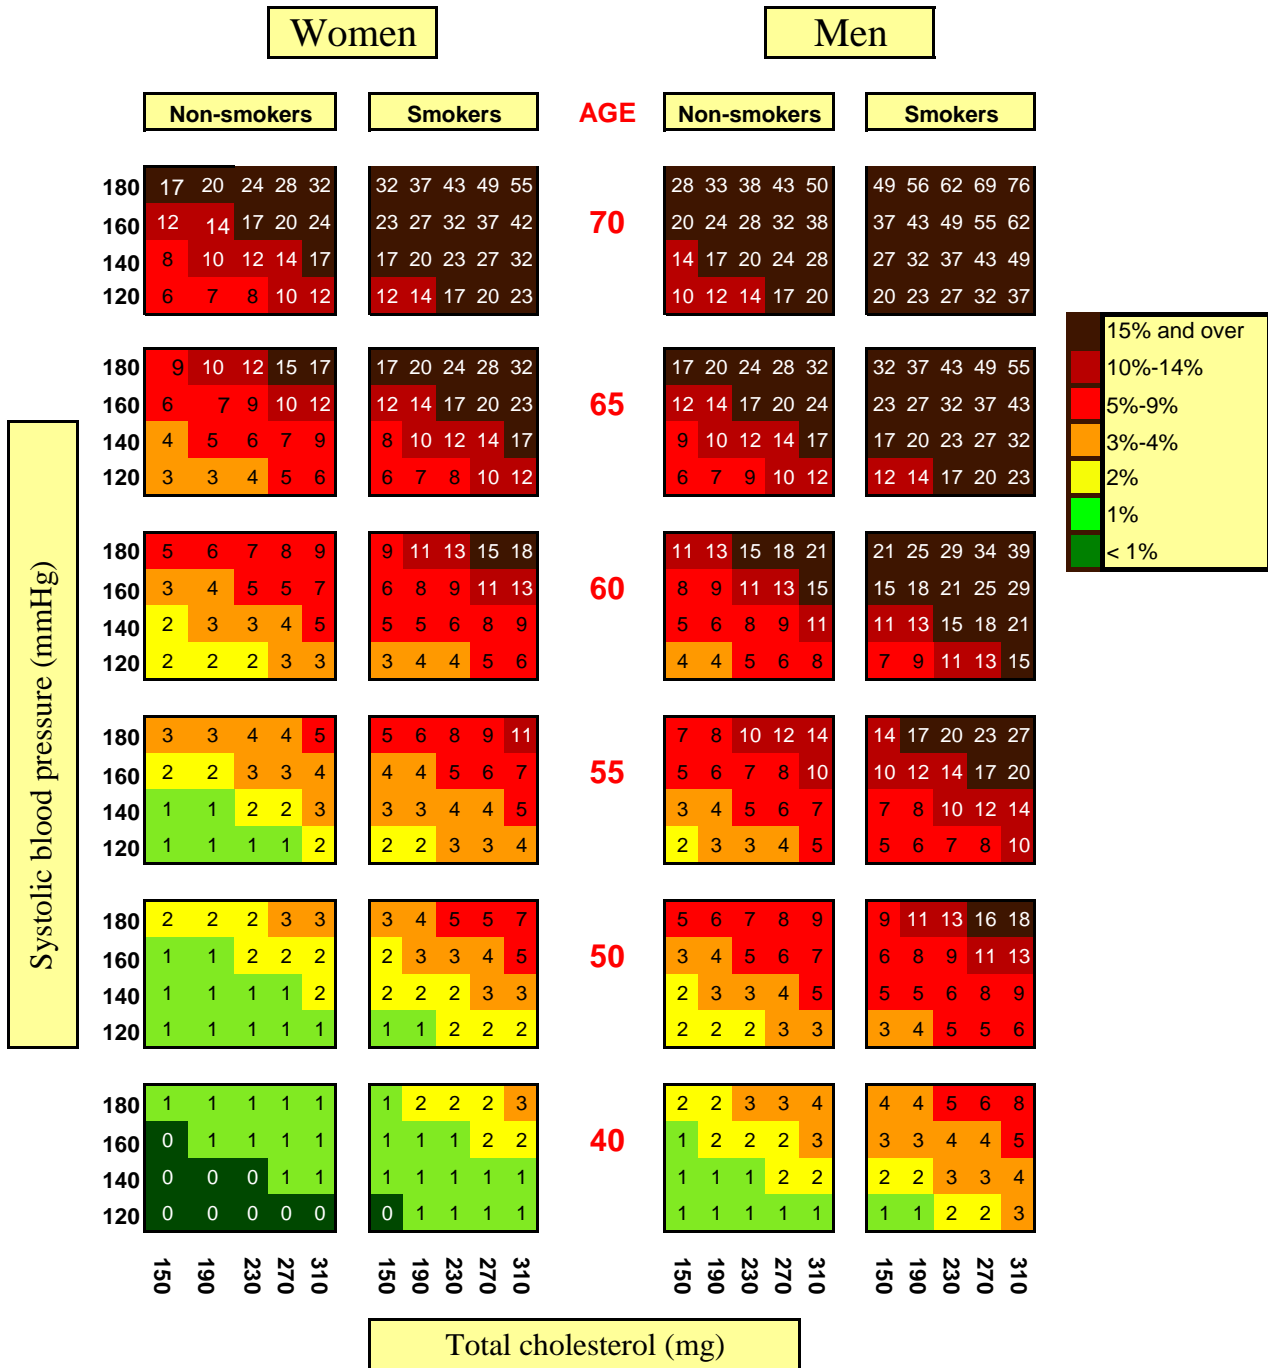 Women Men
Non-smokers Smokers AGE Non-smokers Smokers
180 17 20 24 28 32 32 37 43 49 55 28 33 38 43 50 49 56 62 69 76
160 12 14 17 20 24 23 27 32 37 42 70 20 24 28 32 38 37 43 49 55 62
140 8 10 12 14 17 17 20 23 27 32 14 17 20 24 28 27 32 37 43 49
120 6 7 8 10 12 12 14 17 20 23 10 12 14 17 20 20 23 27 32 37
15% and over
10%-14%
5%-9%
3%-4%
2%
1%
< 1%
180 9 10 12 15 17 17 20 24 28 32 17 20 24 28 32 32 37 43 49 55
160 6 7 9 10 12 12 14 17 20 23 65 12 14 17 20 24 23 27 32 37 43
140 4 5 6 7 9 8 10 12 14 17 9 10 12 14 17 17 20 23 27 32
120 3 3 4 5 6 6 7 8 10 12 6 7 9 10 12 12 14 17 20 23
Systolic blood pressure (mmHg)
180 5 6 7 8 9 9 11 13 15 18 11 13 15 18 21 21 25 29 34 39
160 3 4 5 5 7 6 8 9 11 13 60 8 9 11 13 15 15 18 21 25 29
140 2 3 3 4 5 5 5 6 8 9 5 6 8 9 11 11 13 15 18 21
120 2 2 2 3 3 3 4 4 5 6 4 4 5 6 8 7 9 11 13 15
180 3 3 4 4 5 5 6 8 9 11 7 8 10 12 14 14 17 20 23 27
160 2 2 3 3 4 4 4 5 6 7 55 5 6 7 8 10 10 12 14 17 20
140 1 1 2 2 3 3 3 4 4 5 3 4 5 6 7 7 8 10 12 14
120 1 1 1 1 2 2 2 3 3 4 2 3 3 4 5 5 6 7 8 10
180 2 2 2 3 3 3 4 5 5 7 5 6 7 8 9 9 11 13 16 18
160 1 1 2 2 2 2 3 3 4 5 50 3 4 5 6 7 6 8 9 11 13
140 1 1 1 1 2 2 2 2 3 3 2 3 3 4 5 5 5 6 8 9
120 1 1 1 1 1 1 1 2 2 2 2 2 2 3 3 3 4 5 5 6
180 1 1 1 1 1 1 2 2 2 3 2 2 3 3 4 4 4 5 6 8
160 0 1 1 1 1 1 1 1 2 2 40 1 2 2 2 3 3 3 4 4 5
140 0 0 0 1 1 1 1 1 1 1 1 1 1 2 2 2 2 3 3 4
120 0 0 0 0 0 0 1 1 1 1 1 1 1 1 1 1 1 2 2 3
150 190 230 270 310 150 190 230 270 310 150 190 230 270 310 150 190 230 270 310
Total cholesterol (mg)